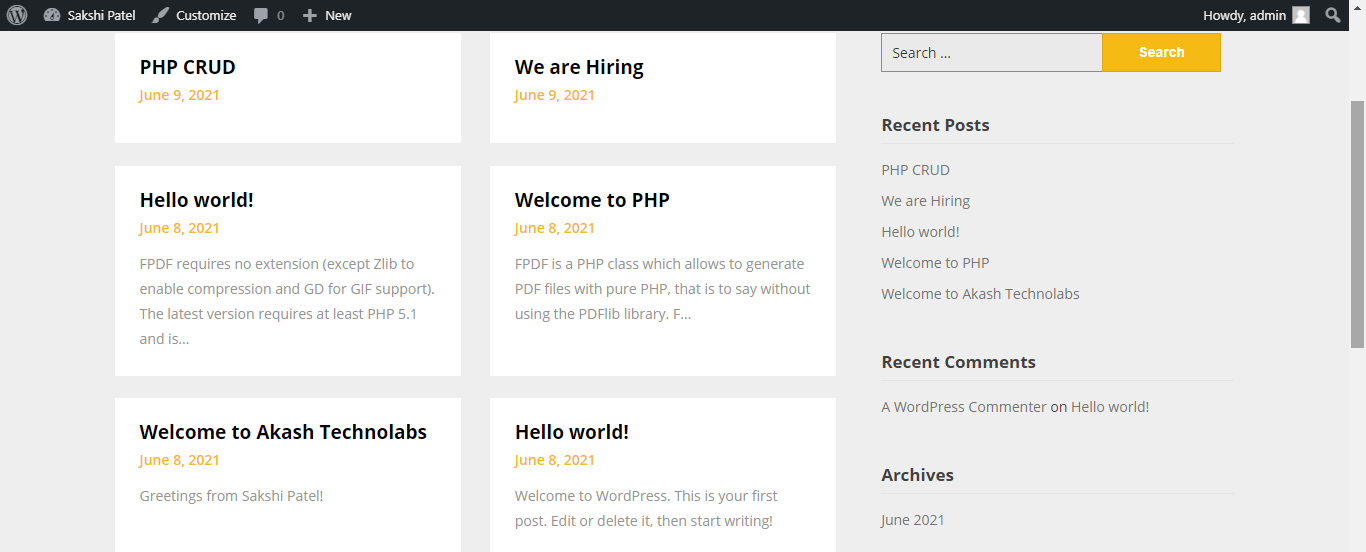 Sakshi Patel Customize 0 New Howdy, admin
PHP CRUD
June 9, 2021
We are Hiring
June 9, 2021
Hello world!
June 8, 2021
FPDF requires no extension (except Zlib to
enable compression and GD for GIF support).
The latest version requires at least PHP 5.1
and is...
Welcome to PHP
June 8, 2021
FPDF is a PHP class which allows to generate
PDF files with pure PHP, that is to say without
using the PDFlib library. F...
Welcome to Akash Technolabs
June 8, 2021
Greetings from Sakshi Patel!
Hello world!
June 8, 2021
Welcome to WordPress. This is your first
post. Edit or delete it, then start writing!
Search ... Search
Recent Posts
PHP CRUD
We are Hiring
Hello world!
Welcome to PHP
Welcome to Akash Technolabs
Recent Comments
A WordPress Commenter on Hello world!
Archives
June 2021